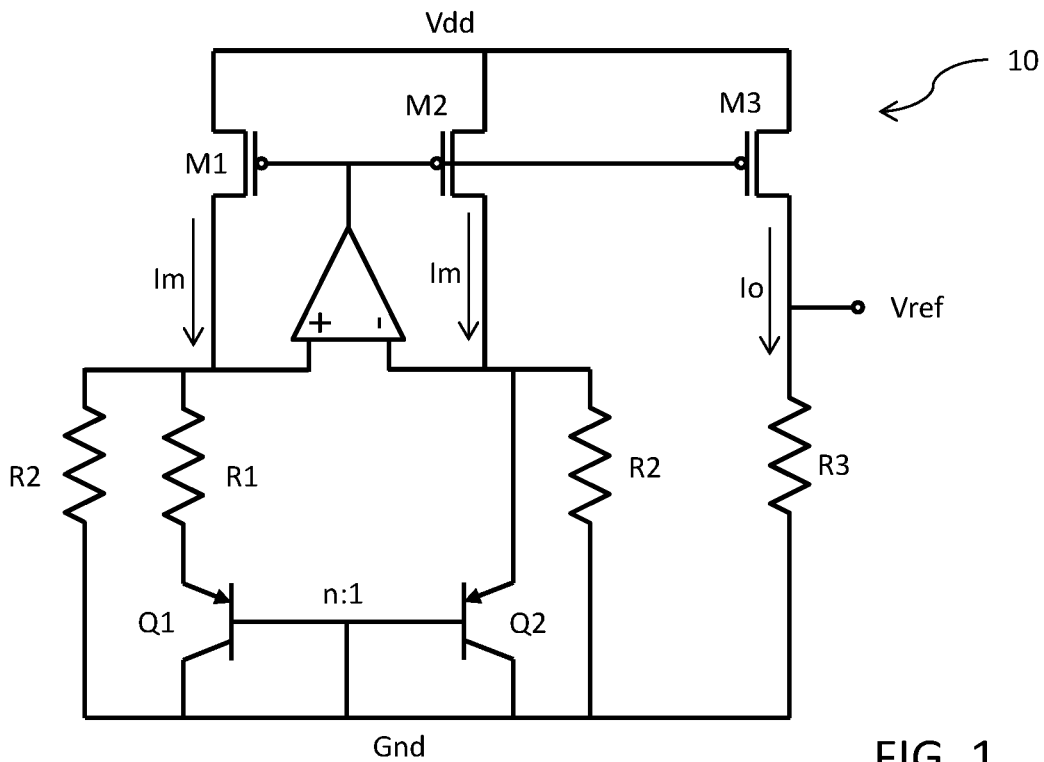 Vdd
10
M2
M3
M1
Im
Im
Io
Vref
+
-
R2
R1
R2
R3
n:1
Q1
Q2
Gnd
FIG. 1